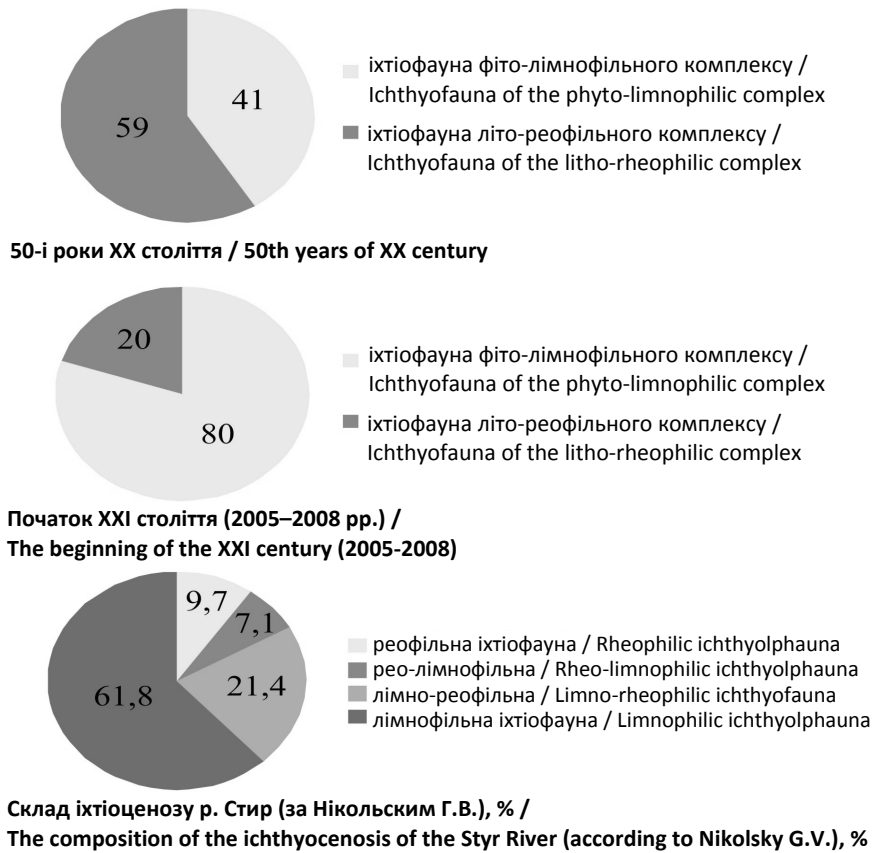 59
41
іхтіофауна фіто-лімнофільного комплексу /
Ichthyofauna of the phyto-limnophilic complex
іхтіофауна літо-реофільного комплексу /
Ichthyofauna of the litho-rheophilic complex
50-і роки XX століття / 50th years of XX century
20
80
іхтіофауна фіто-лімнофільного комплексу /
Ichthyofauna of the phyto-limnophilic complex
іхтіофауна літо-реофільного комплексу /
Ichthyofauna of the litho-rheophilic complex
Початок XXI століття (2005–2008 рр.) /
The beginning of the XXI century (2005-2008)
9,7
7,1
21,4
61,8
реофільна іхтіофауна / Rheophilic ichthyolphauna
рео-лімнофільна / Rheo-limnophilic ichthyolphauna
лімно-реофільна / Limno-rheophilic ichthyofauna
лімнофільна іхтіофауна / Limnophilic ichthyolphauna
Склад іхтіоценозу р. Стир (за Нікольским Г.В.), % /
The composition of the ichthyocenosis of the Styr River (according to Nikolsky G.V.), %